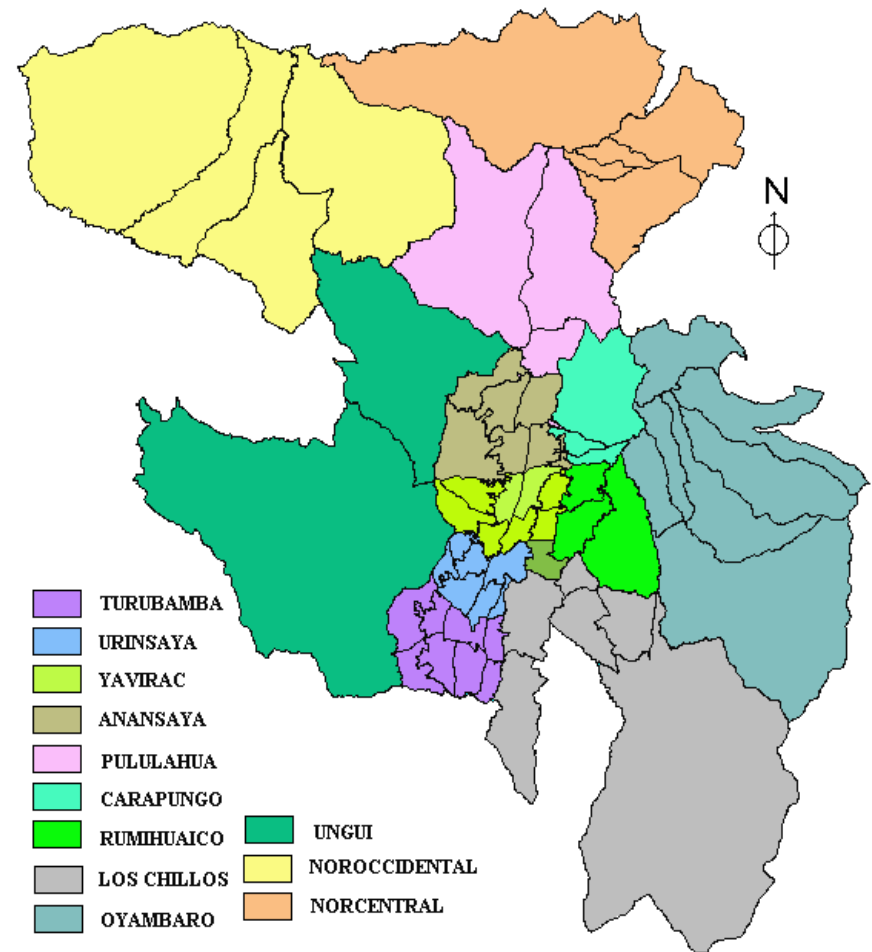 N
TURUBAMBA
URINSAYA
YAVIRAC
ANANSAYA
PULULAHUA
CARAPUNGO
RUMIHUAICO
LOS CHILLOS
OYAMBARO
UNGUI
NOROCCIDENTAL
NORCENTRAL